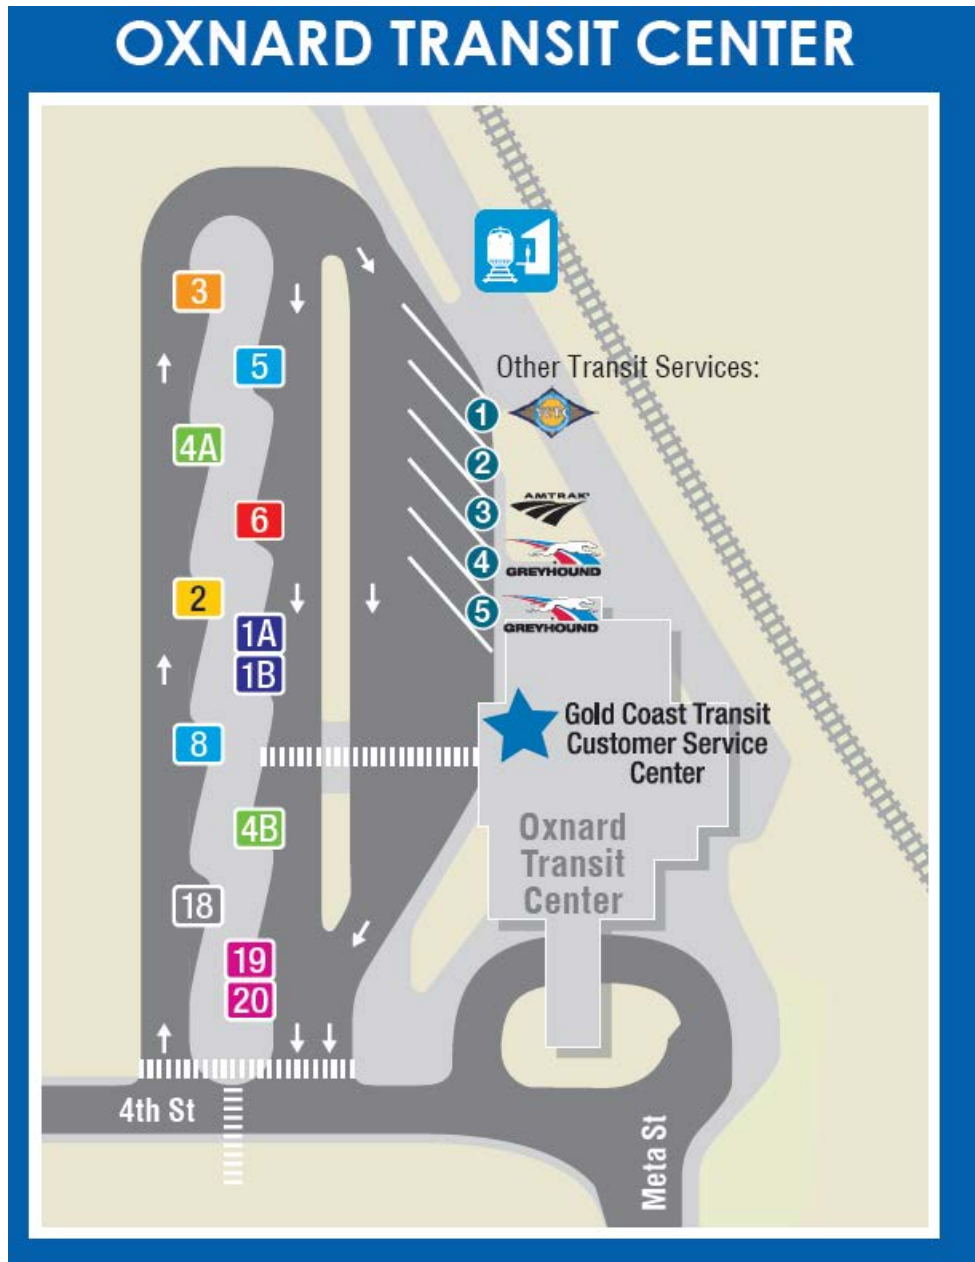 OXNARD TRANSIT CENTER
3
5
Other Transit Services:
1
4A
2
6
3
AMTRAK
4
GREYHOUND
2
5
GREYHOUND
1A
1B
Gold Coast Transit
Customer Service
Center
8
4B
Oxnard
Transit
Center
18
19
20
4th St
Meta St